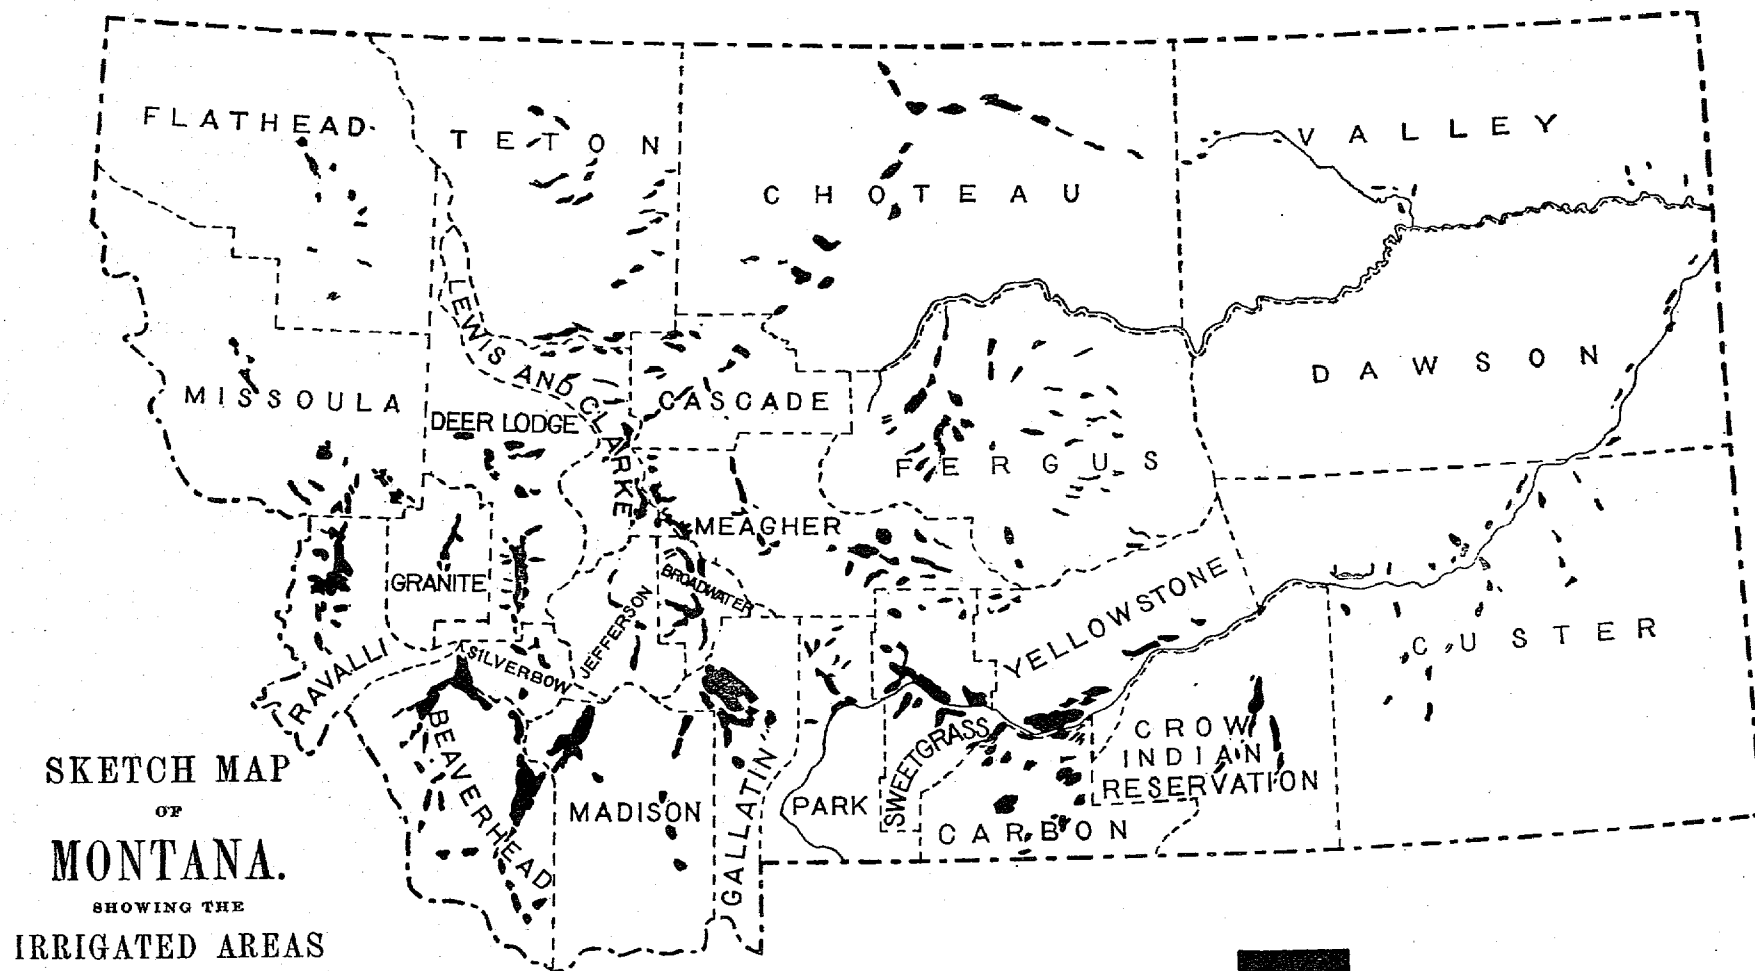 FLATHEAD
TETON
CHOTEAU
VALLEY
LEWIS AND CLARKE
MISSOULA
DEER LODGE
CASCADE
FERGUS
DAWSON
MEAGHER
GRANITE
JEFFERSON
BROADWATER
YELLOWSTONE
CUSTER
RAVALLI
SILVERBOW
BEAVERHEAD
MADISON
GALLATIN
PARK
SWEETGRASS
CARBON
CROW
INDIAN
RESERVATION
SKETCH MAP
OF
MONTANA.
SHOWING THE
IRRIGATED AREAS